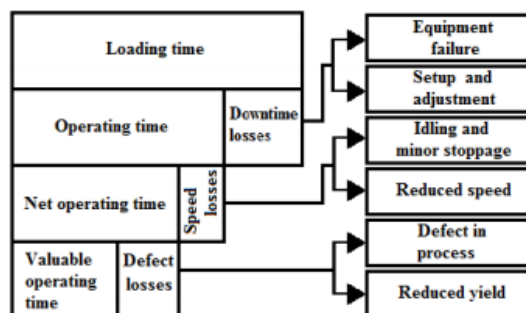 Loading time
Equipment
failure
Setup and
adjustment
Operating time
Downtime
losses
Idling and
minor stoppage
Net operating time
Speed
losses
Reduced speed
Valuable
operating
time
Defect
losses
Defect in
process
Reduced yield